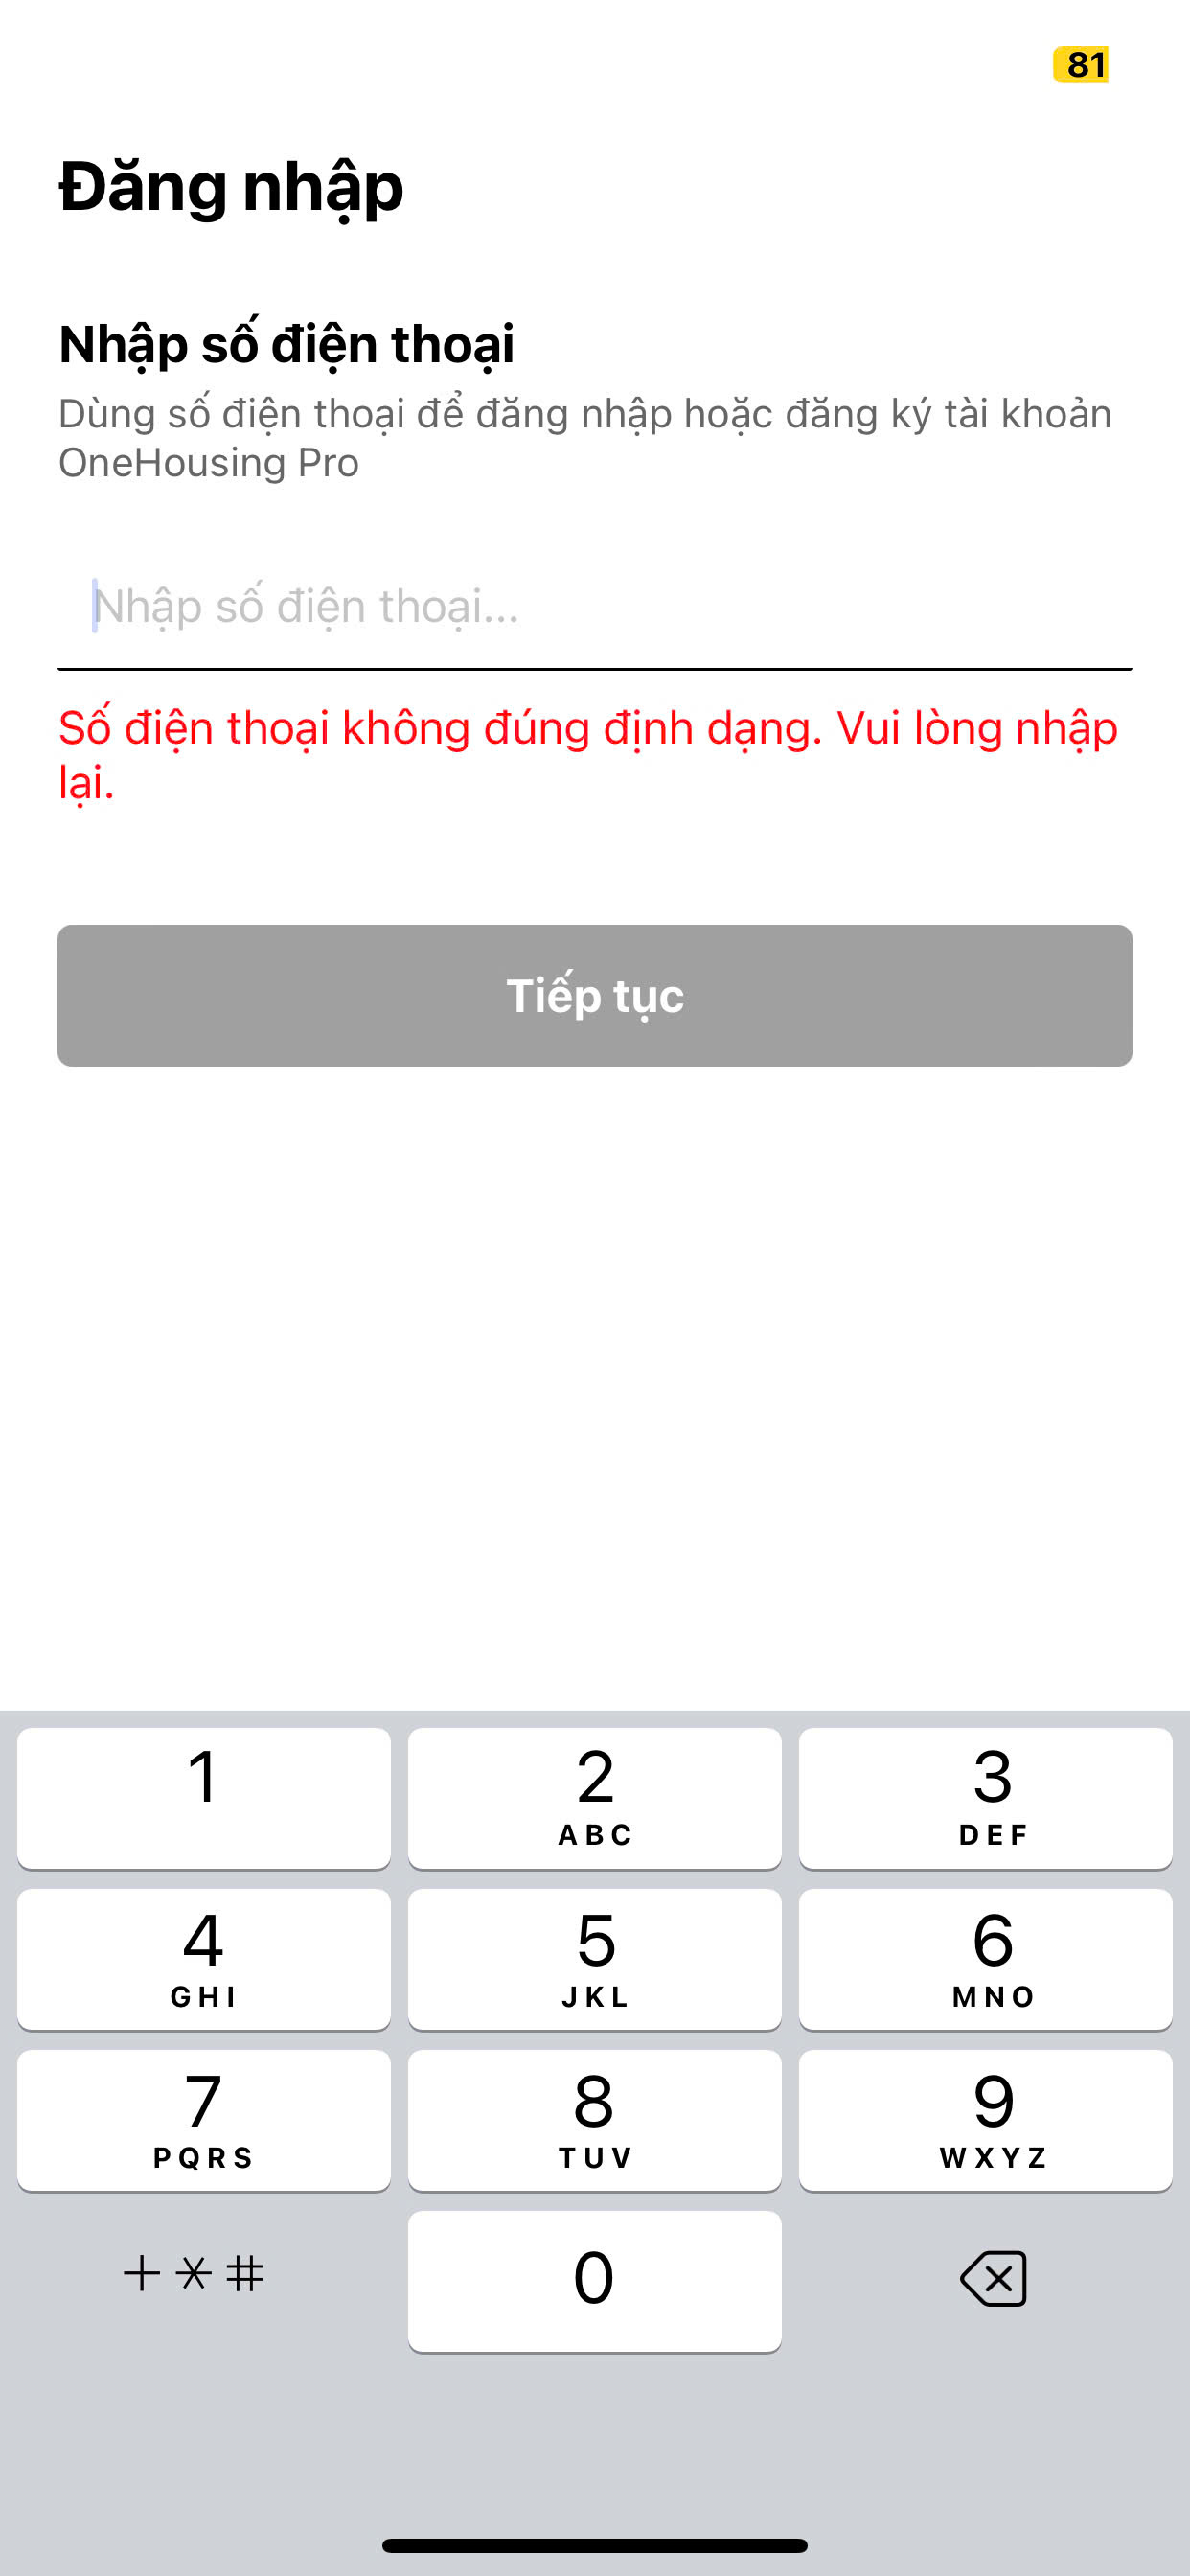 81
Đăng nhập
Nhập số điện thoại
Dùng số điện thoại để đăng nhập hoặc đăng ký tài khoản
OneHousing Pro
Nhập số điện thoại...
Số điện thoại không đúng định dạng. Vui lòng nhập
lại.
Tiếp tục
1 2 3
ABC DEF
4 5 6
GHI JKL MNO
7 8 9
PQRS TUV WXYZ
+*# 0